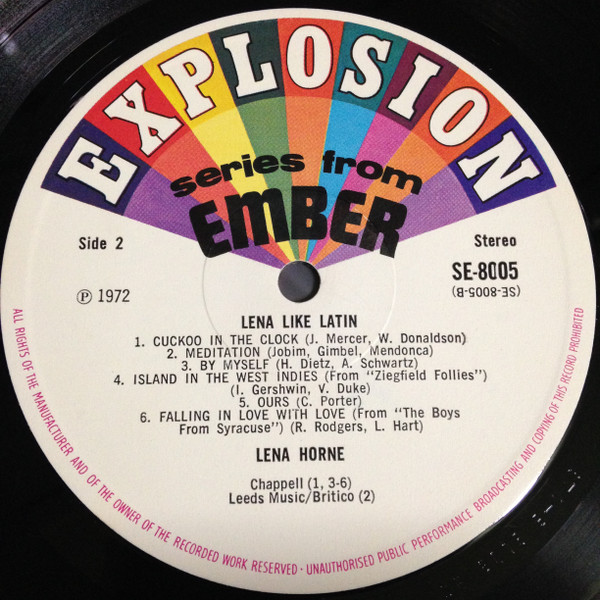 EXPLOSION
series from
EMBER
Side 2
Stereo
SE-8005
(SE-8005-B)
℗ 1972
LENA LIKE LATIN
1. CUCKOO IN THE CLOCK (J. Mercer, W. Donaldson)
2. MEDITATION (Jobim, Gimbel, Mendonca)
3. BY MYSELF (H. Dietz, A. Schwartz)
4. ISLAND IN THE WEST INDIES (From "Ziegfield Follies")
(I. Gershwin, V. Duke)
5. OURS (C. Porter)
6. FALLING IN LOVE WITH LOVE (From "The Boys
From Syracuse") (R. Rodgers, L. Hart)
LENA HORNE
Chappell (1, 3-6)
Leeds Music/Britico (2)
ALL RIGHTS OF THE MANUFACTURER AND OF THE OWNER OF THE RECORDED WORK RESERVED · UNAUTHORISED PUBLIC PERFORMANCE BROADCASTING AND COPYING OF THIS RECORD PROHIBITED